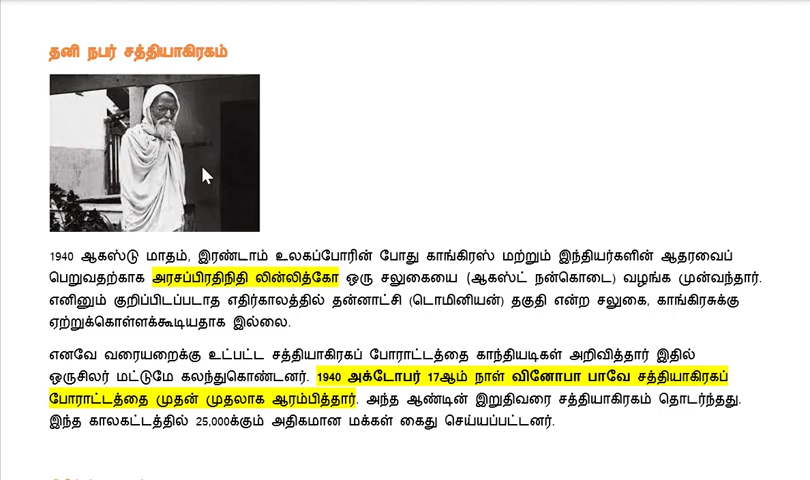 தனி நபர் சத்தியாகிரகம்
1940 ஆகஸ்டு மாதம், இரண்டாம் உலகப்போரின் போது காங்கிரஸ் மற்றும் இந்தியர்களின் ஆதரவைப்
பெறுவதற்காக அரசப்பிரதிநிதி லின்லித்கோ ஒரு சலுகையை (ஆகஸ்ட் நன்கொடை) வழங்க முன்வந்தார்.
எனினும் குறிப்பிடப்படாத எதிர்காலத்தில் தன்னாட்சி (டொமினியன்) தகுதி என்ற சலுகை, காங்கிரசுக்கு
ஏற்றுக்கொள்ளக்கூடியதாக இல்லை.
எனவே வரையறைக்கு உட்பட்ட சத்தியாகிரகப் போராட்டத்தை காந்தியடிகள் அறிவித்தார் இதில்
ஒருசிலர் மட்டுமே கலந்துகொண்டனர். 1940 அக்டோபர் 17ஆம் நாள் வினோபா பாவே சத்தியாகிரகப்
போராட்டத்தை முதன் முதலாக ஆரம்பித்தார். அந்த ஆண்டின் இறுதிவரை சத்தியாகிரகம் தொடர்ந்தது.
இந்த காலகட்டத்தில் 25,000க்கும் அதிகமான மக்கள் கைது செய்யப்பட்டனர்.